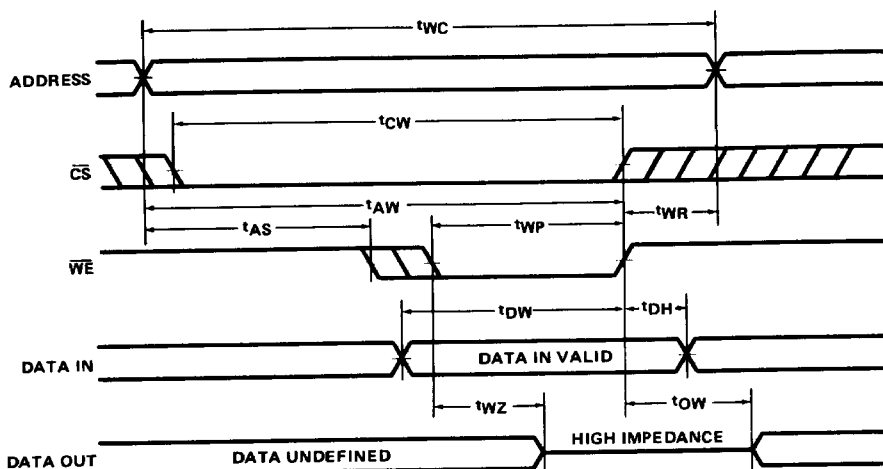 tWC
ADDRESS
tCW
CS
tAW
tAS
tWP
tWR
WE
tDW
tDH
DATA IN
DATA IN VALID
tWZ
tOW
DATA OUT
DATA UNDEFINED
HIGH IMPEDANCE